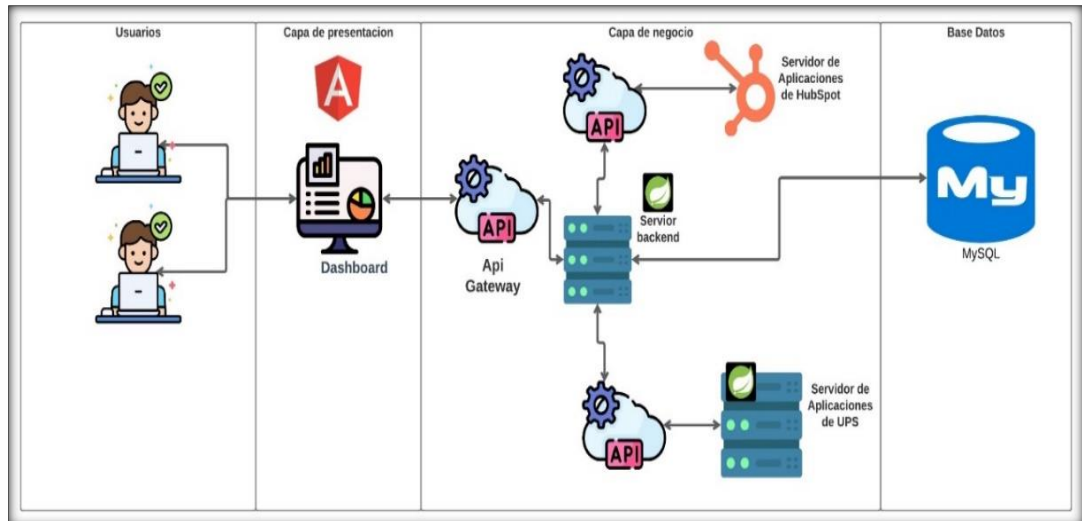 Usuarios
Capa de presentacion
Capa de negocio
Base Datos
A
Dashboard
API
Api
Gateway
API
Servidor de
Aplicaciones
de HubSpot
Servior
backend
API
Servidor de
Aplicaciones
de UPS
My
MySQL